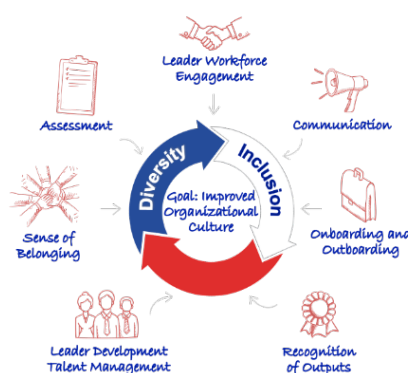 Leader Workforce
Engagement
Assessment
Communication
Diversity
Inclusion
Goal: Improved
Organizational
Culture
Sense of
Belonging
Onboarding and
Outboarding
Leader Development
Talent Management
Recognition
of Outputs